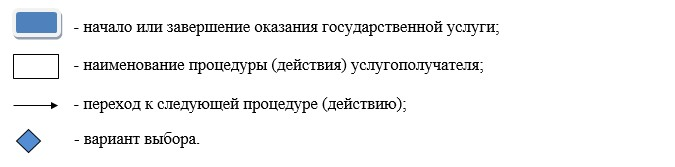 - начало или завершение оказания государственной услуги;
- наименование процедуры (действия) услугополучателя;
- переход к следующей процедуре (действию);
- вариант выбора.